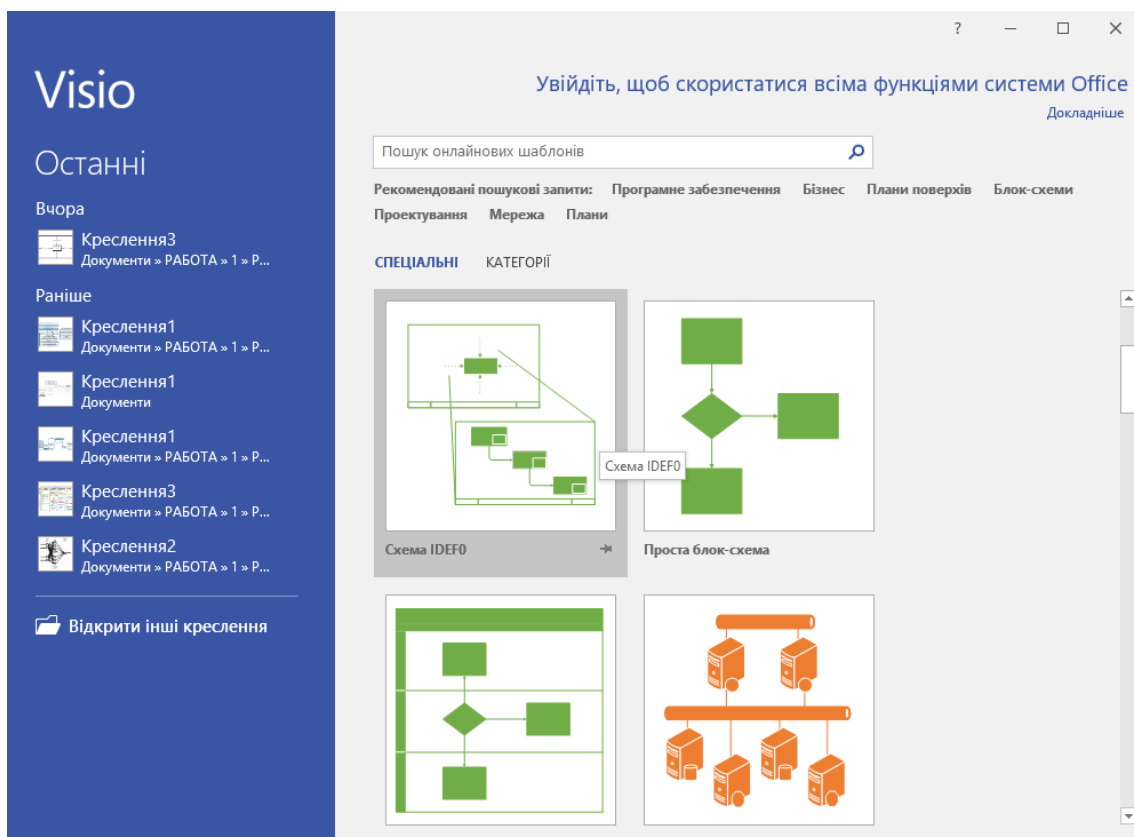 ?
Visio
Увійдіть, щоб скористатися всіма функціями системи Office
Докладніше
Останні
Вчора
Креслення3
Документи » РАБОТА » 1 » Р...
Раніше
Креслення1
Документи » РАБОТА » 1 » Р...
Креслення1
Документи
Креслення1
Документи » РАБОТА » 1 » Р...
Креслення3
Документи » РАБОТА » 1 » Р...
Креслення2
Документи » РАБОТА » 1 » Р...
Відкрити інші креслення
Пошук онлайнових шаблонів
Рекомендовані пошукові запити: Програмне забезпечення Бізнес Плани поверхів Блок-схеми
Проектування Мережа Плани
СПЕЦІАЛЬНІ КАТЕГОРІЇ
Схема IDEF0
Схема IDEF0
Проста блок-схема